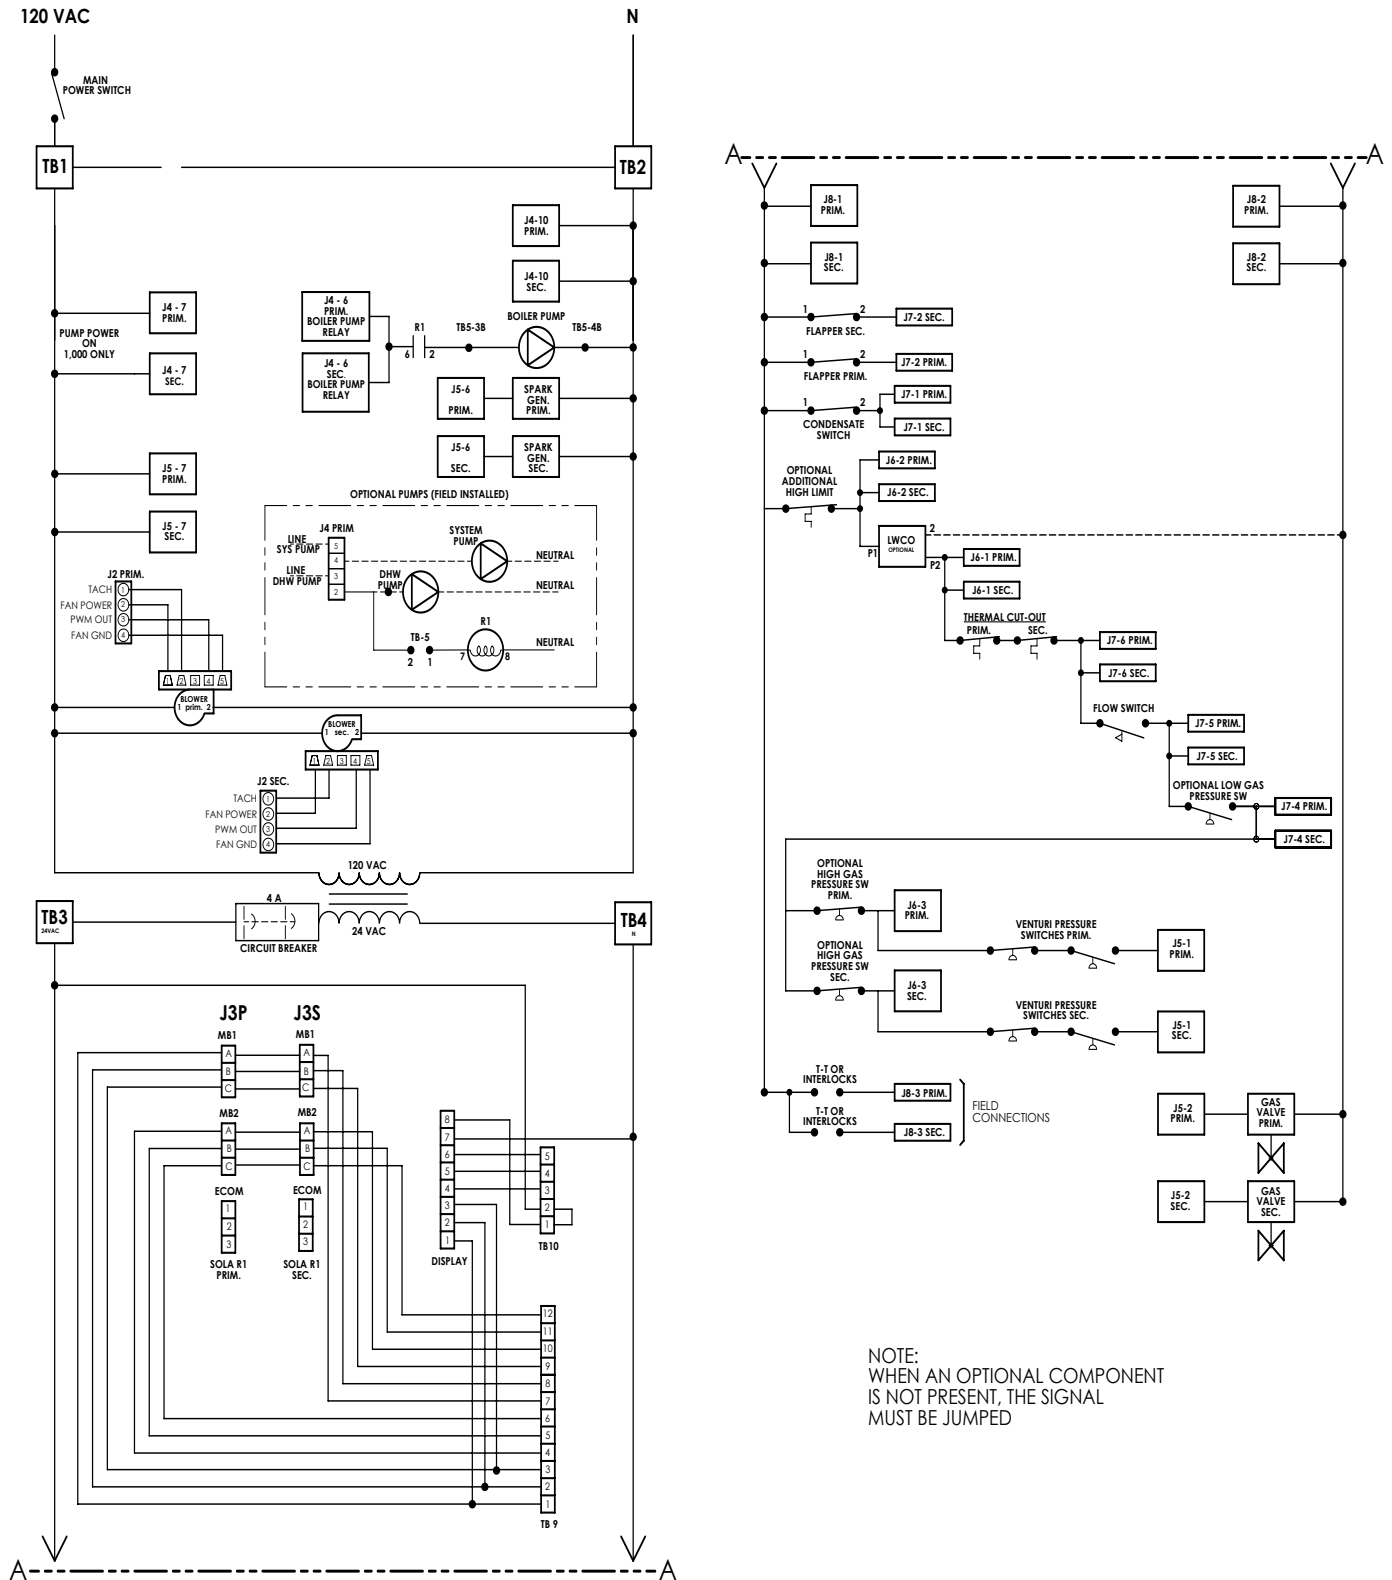 120 VAC
N
MAIN
POWER SWITCH
TB1
TB2
J4-10
PRIM.
J4-10
SEC.
J4 - 7
PRIM.
PUMP POWER
ON
1,000 ONLY
J4 - 7
SEC.
J4 - 6
PRIM.
BOILER PUMP
RELAY
J4 - 6
SEC.
BOILER PUMP
RELAY
R1
6
2
TB5-3B
BOILER PUMP
TB5-4B
J5-6
PRIM.
SPARK
GEN.
PRIM.
J5-6
SEC.
SPARK
GEN.
SEC.
J5 - 7
PRIM.
J5 - 7
SEC.
OPTIONAL PUMPS (FIELD INSTALLED)
J4 PRIM
LINE
SYS PUMP
LINE
DHW PUMP
5
4
3
2
SYSTEM
PUMP
NEUTRAL
DHW
PUMP
NEUTRAL
TB-5
2 1
R1
7 8
NEUTRAL
J2 PRIM.
TACH 1
FAN POWER 2
PWM OUT 3
FAN GND 4
1 2 3 4 5
BLOWER
1 prim. 2
BLOWER
1 sec. 2
1 2 3 4 5
J2 SEC.
TACH 1
FAN POWER 2
PWM OUT 3
FAN GND 4
120 VAC
TB3
24VAC
4 A
CIRCUIT BREAKER
24 VAC
TB4
N
J3P
J3S
MB1
MB1
A
B
C
A
B
C
MB2
MB2
A
B
C
A
B
C
ECOM
ECOM
1
2
3
1
2
3
SOLA R1
PRIM.
SOLA R1
SEC.
8
7
6
5
4
3
2
1
DISPLAY
5
4
3
2
1
TB10
12
11
10
9
8
7
6
5
4
3
2
1
TB 9
A
A
A
A
J8-1
PRIM.
J8-2
PRIM.
J8-1
SEC.
J8-2
SEC.
1
2
FLAPPER SEC.
J7-2 SEC.
1
2
FLAPPER PRIM.
J7-2 PRIM.
1
2
CONDENSATE
SWITCH
J7-1 PRIM.
J7-1 SEC.
OPTIONAL
ADDITIONAL
HIGH LIMIT
J6-2 PRIM.
J6-2 SEC.
P1
LWCO
OPTIONAL
2
P2
J6-1 PRIM.
J6-1 SEC.
THERMAL CUT-OUT
PRIM.
SEC.
J7-6 PRIM.
J7-6 SEC.
FLOW SWITCH
J7-5 PRIM.
J7-5 SEC.
OPTIONAL LOW GAS
PRESSURE SW
J7-4 PRIM.
J7-4 SEC.
OPTIONAL
HIGH GAS
PRESSURE SW
PRIM.
J6-3
PRIM.
VENTURI PRESSURE
SWITCHES PRIM.
J5-1
PRIM.
OPTIONAL
HIGH GAS
PRESSURE SW
SEC.
J6-3
SEC.
VENTURI PRESSURE
SWITCHES SEC.
J5-1
SEC.
T-T OR
INTERLOCKS
J8-3 PRIM.
T-T OR
INTERLOCKS
J8-3 SEC.
FIELD
CONNECTIONS
J5-2
PRIM.
GAS
VALVE
PRIM.
J5-2
SEC.
GAS
VALVE
SEC.
NOTE:
WHEN AN OPTIONAL COMPONENT
IS NOT PRESENT, THE SIGNAL
MUST BE JUMPED